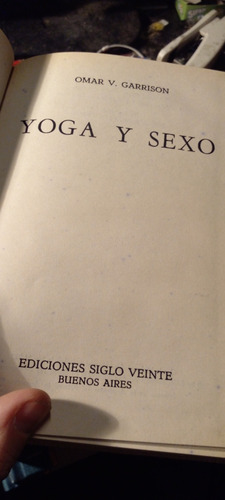 OMAR V. GARRISON
YOGA Y SEXO
EDICIONES SIGLO VEINTE
BUENOS AIRES